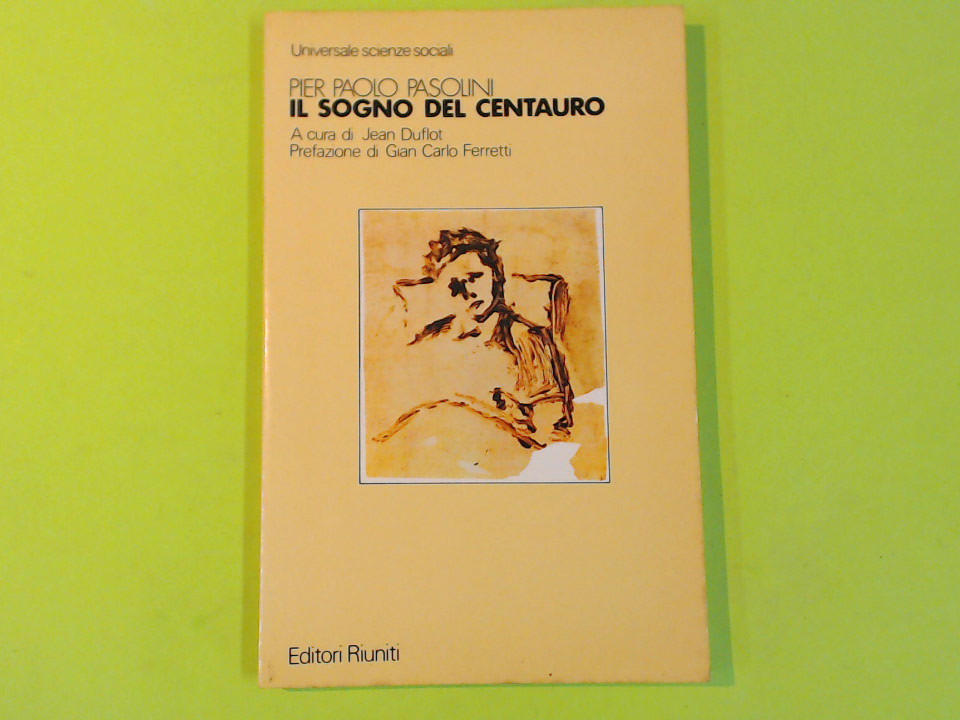 Universale scienze sociali
PIER PAOLO PASOLINI
IL SOGNO DEL CENTAURO
A cura di Jean Duflot
Prefazione di Gian Carlo Ferretti
Editori Riuniti